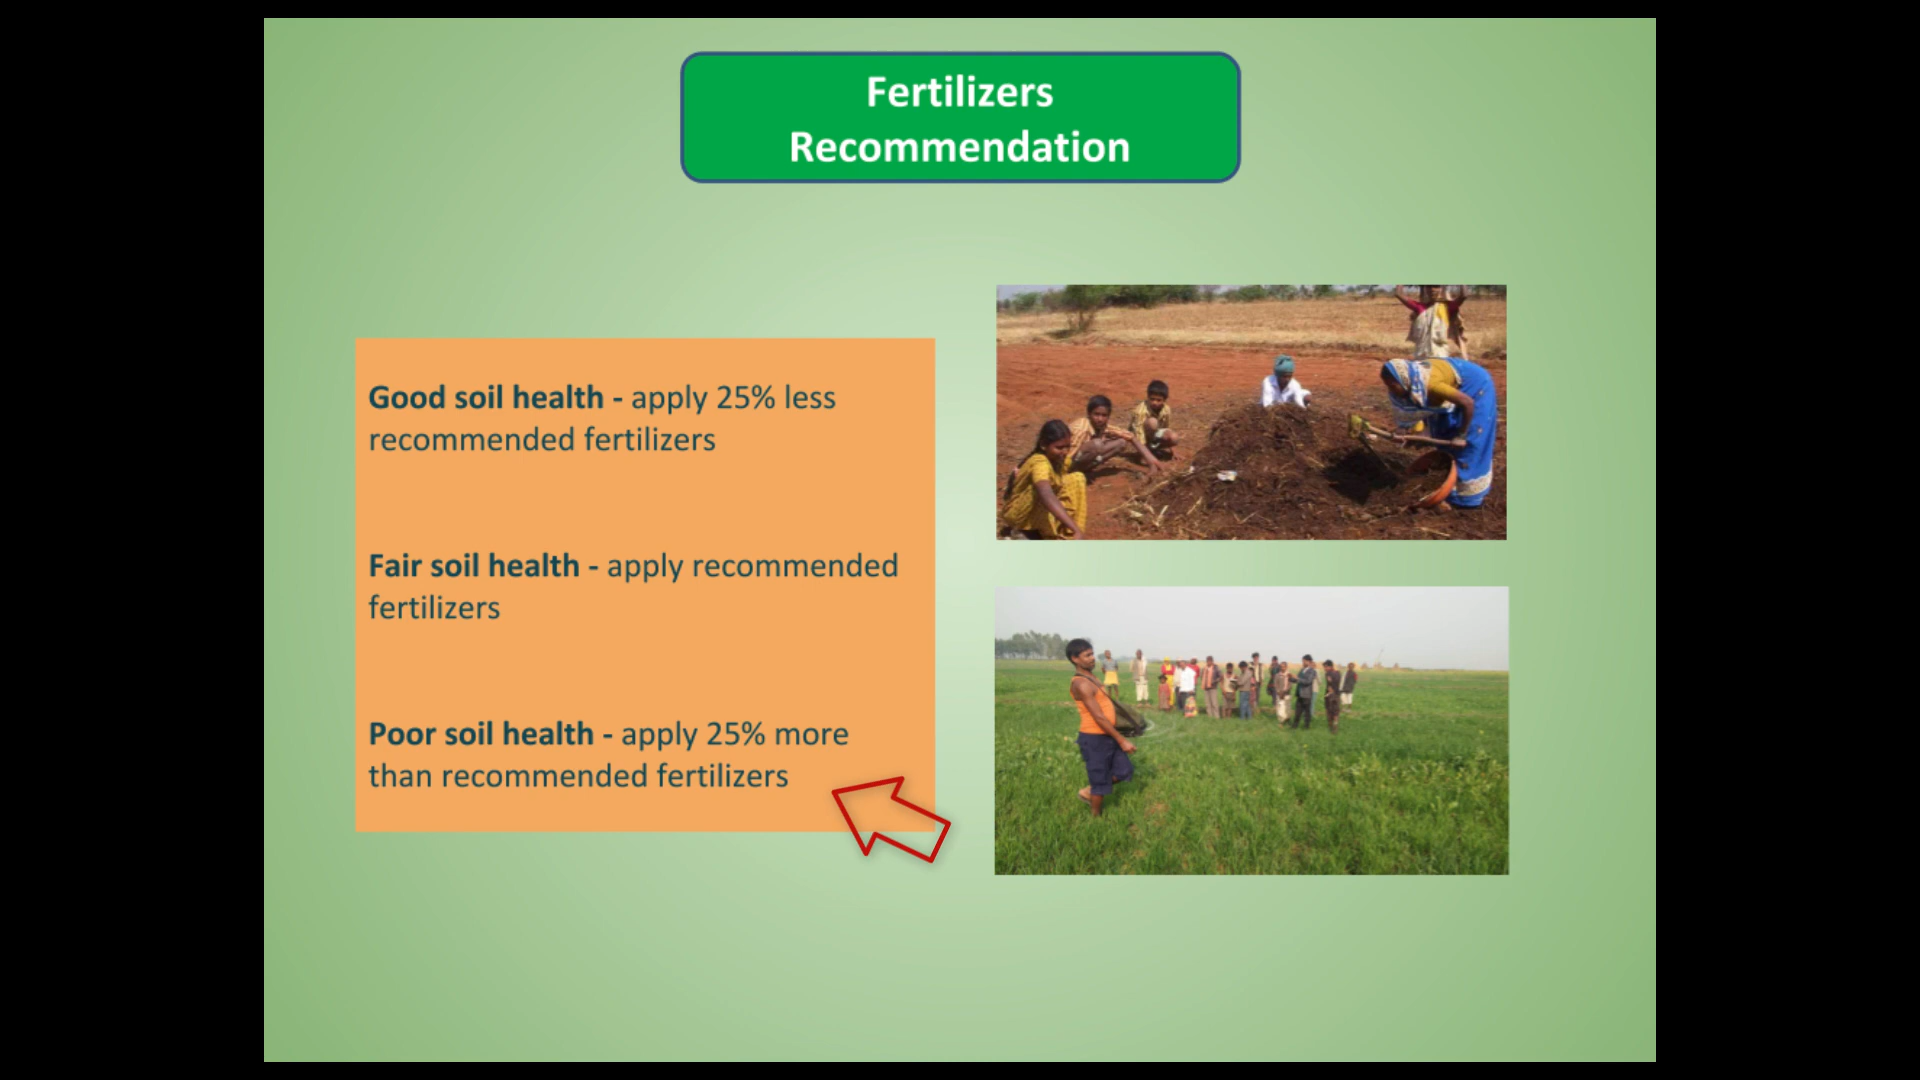 Fertilizers
Recommendation
Good soil health - apply 25% less
recommended fertilizers
Fair soil health - apply recommended
fertilizers
Poor soil health - apply 25% more
than recommended fertilizers